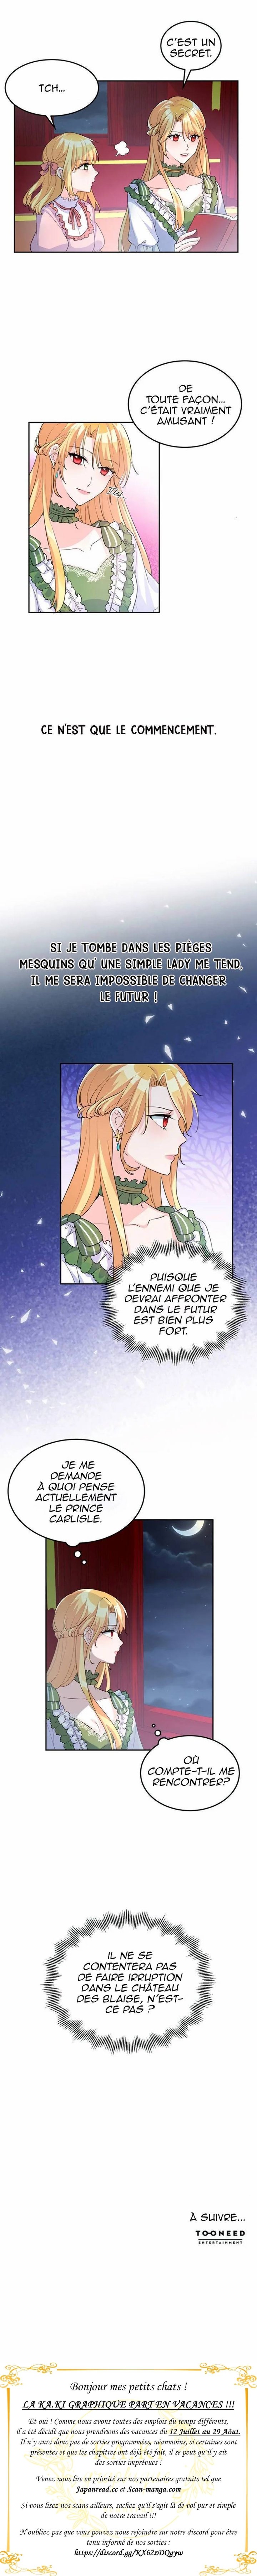 C'EST UN
SECRET.
TCH...
DE
TOUTE FAÇON...
C'ÉTAIT VRAIMENT
AMUSANT !
CE N'EST QUE LE COMMENCEMENT.
SI JE TOMBE DANS LES PIÈGES
MESQUINS QU' UNE SIMPLE LADY ME TEND,
IL ME SERA IMPOSSIBLE DE CHANGER
LE FUTUR !
PUISQUE
L'ENNEMI QUE JE
DEVRAI AFFRONTER
DANS LE FUTUR
EST BIEN PLUS
FORT.
JE ME
DEMANDE
À QUOI PENSE
ACTUELLEMENT
LE PRINCE
CARLISLE.
OÙ
COMPTE-T-IL ME
RENCONTRER?
IL NE SE
CONTENTERA PAS
DE FAIRE IRRUPTION
DANS LE CHÂTEAU
DES BLAISE, N'EST-
CE PAS ?
À SUIVRE...
TOONEED
ENTERTAINMENT
Bonjour mes petits chats !
LA KA.KI GRAPHIQUE PART EN VACANCES !!!
Et oui ! Comme nous avons toutes des emplois du temps différents,
il a été décidé que nous prendrions des vacances du 12 Juillet au 29 Août.
Il n'y aura donc pas de sorties programmées, néanmoins, si certaines sont
présentes et que les chapitres ont déjà été fait, il se peut qu'il y ait
des sorties imprévues !
Venez nous lire en priorité sur nos partenaires gratuits tel que
Japanread.cc et Scan-manga.com
Si vous lisez nos scans ailleurs, sachez qu'il s'agit là de vol pur et simple
de notre travail !!!
N'oubliez pas que vous pouvez nous rejoindre sur notre discord pour être
tenu informé de nos sorties :